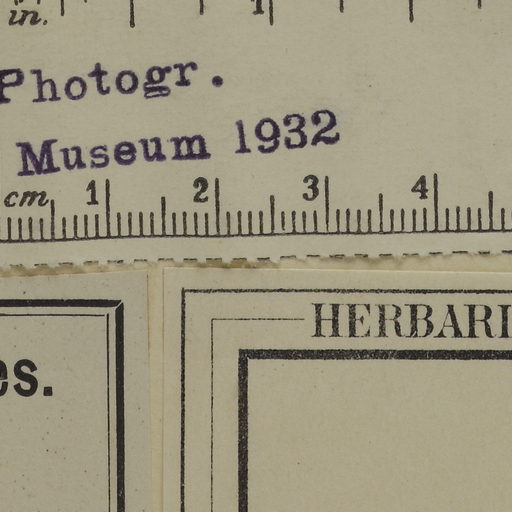 in. 1
Photogr.
Museum 1932
cm 1 2 3 4
HERBARI
es.